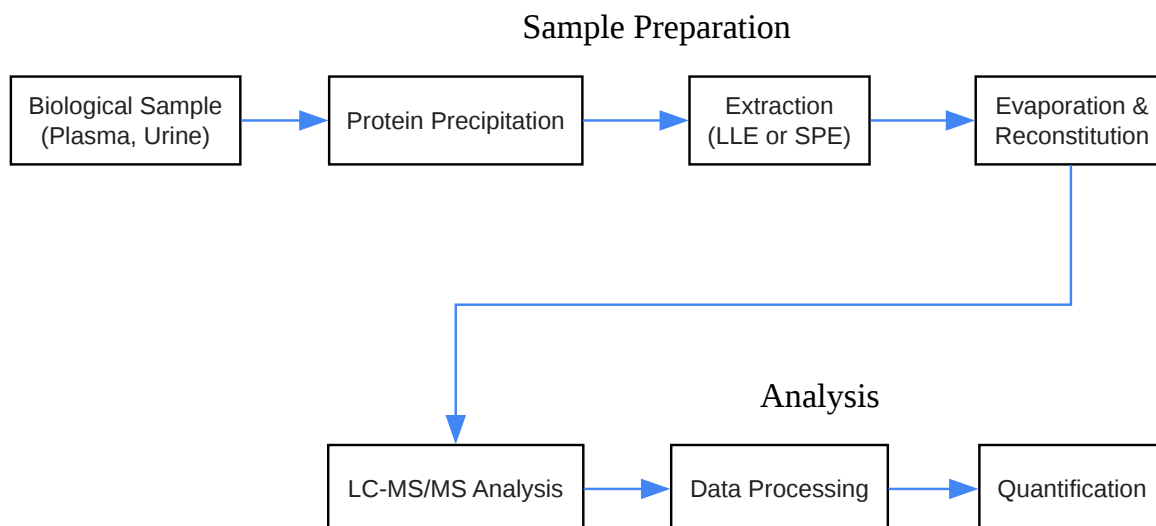 Sample Preparation
Biological Sample
(Plasma, Urine)
Protein Precipitation
Extraction
(LLE or SPE)
Evaporation &
Reconstitution
Analysis
LC-MS/MS Analysis
Data Processing
Quantification